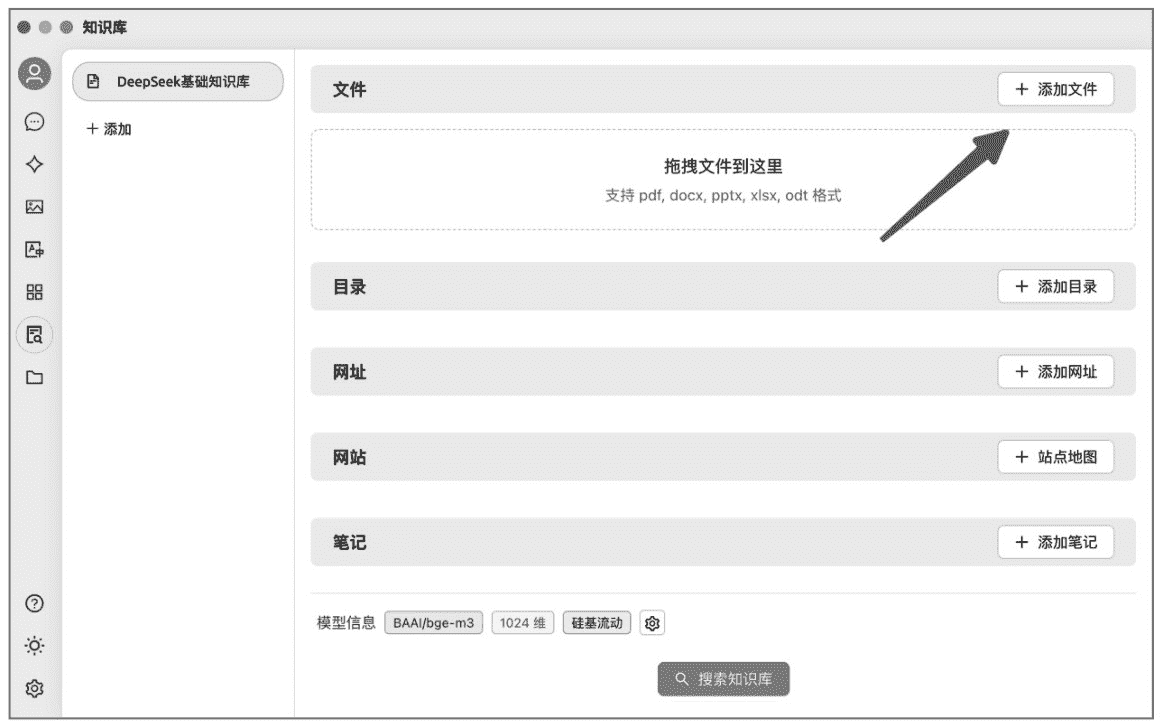 知识库
DeepSeek基础知识库
+ 添加
文件
+ 添加文件
拖拽文件到这里
支持 pdf, docx, pptx, xlsx, odt 格式
目录
+ 添加目录
网址
+ 添加网址
网站
+ 站点地图
笔记
+ 添加笔记
模型信息 BAAI/bge-m3 1024 维 硅基流动
搜索知识库